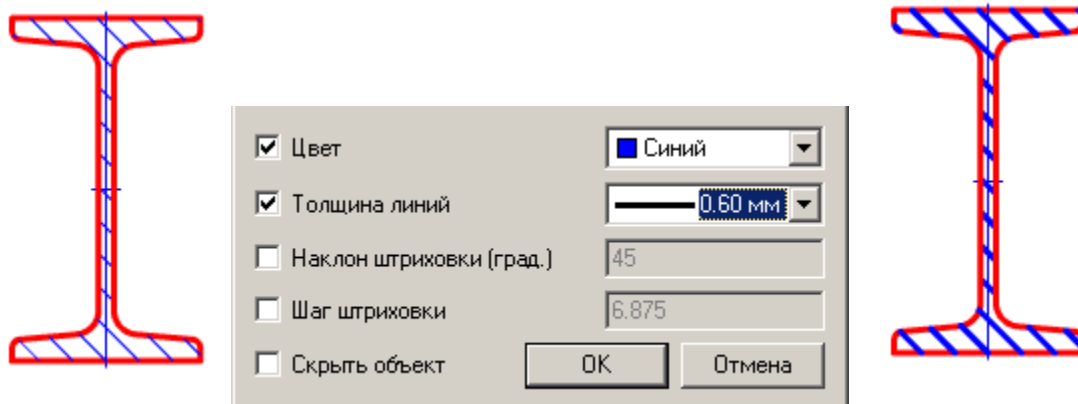 Цвет Синий
Толщина линий 0.60 мм
Наклон штриховки (град.) 45
Шаг штриховки 6.875
Скрыть объект OK Отмена